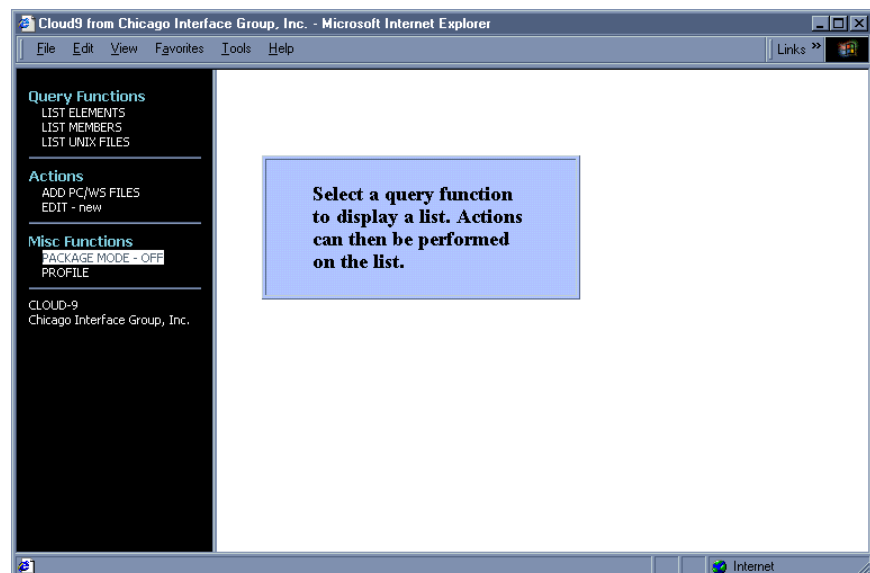 Cloud9 from Chicago Interface Group, Inc. - Microsoft Internet Explorer
File Edit View Favorites Tools Help Links »
Query Functions
LIST ELEMENTS
LIST MEMBERS
LIST UNIX FILES
Actions
ADD PC/WS FILES
EDIT - new
Misc Functions
PACKAGE MODE - OFF
PROFILE
CLOUD-9
Chicago Interface Group, Inc.
Select a query function
to display a list. Actions
can then be performed
on the list.
Internet